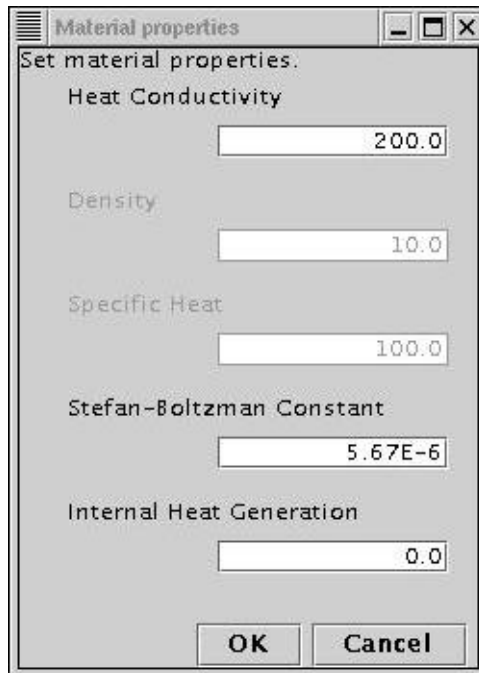 Material properties
Set material properties.
Heat Conductivity
200.0
Density
10.0
Specific Heat
100.0
Stefan-Boltzman Constant
5.67E-6
Internal Heat Generation
0.0
OK Cancel